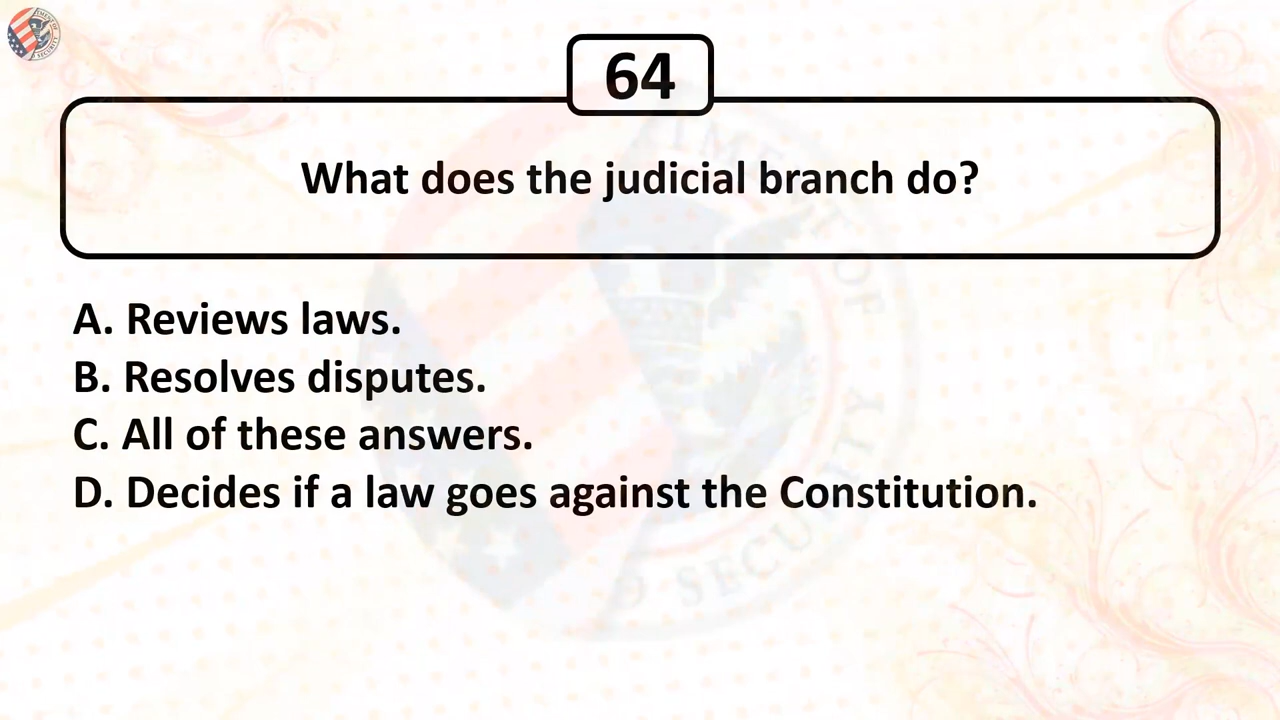 64
What does the judicial branch do?
A. Reviews laws.
B. Resolves disputes.
C. All of these answers.
D. Decides if a law goes against the Constitution.